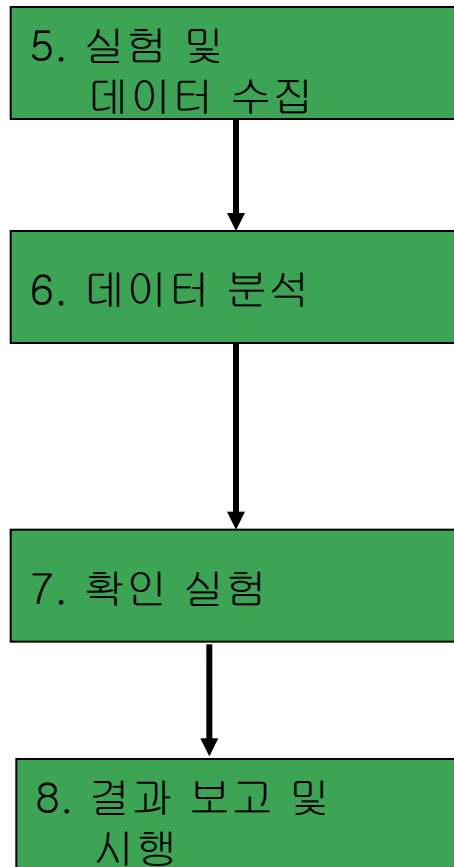 5. 실험 및
데이터 수집
6. 데이터 분석
7. 확인 실험
8. 결과 보고 및
시행